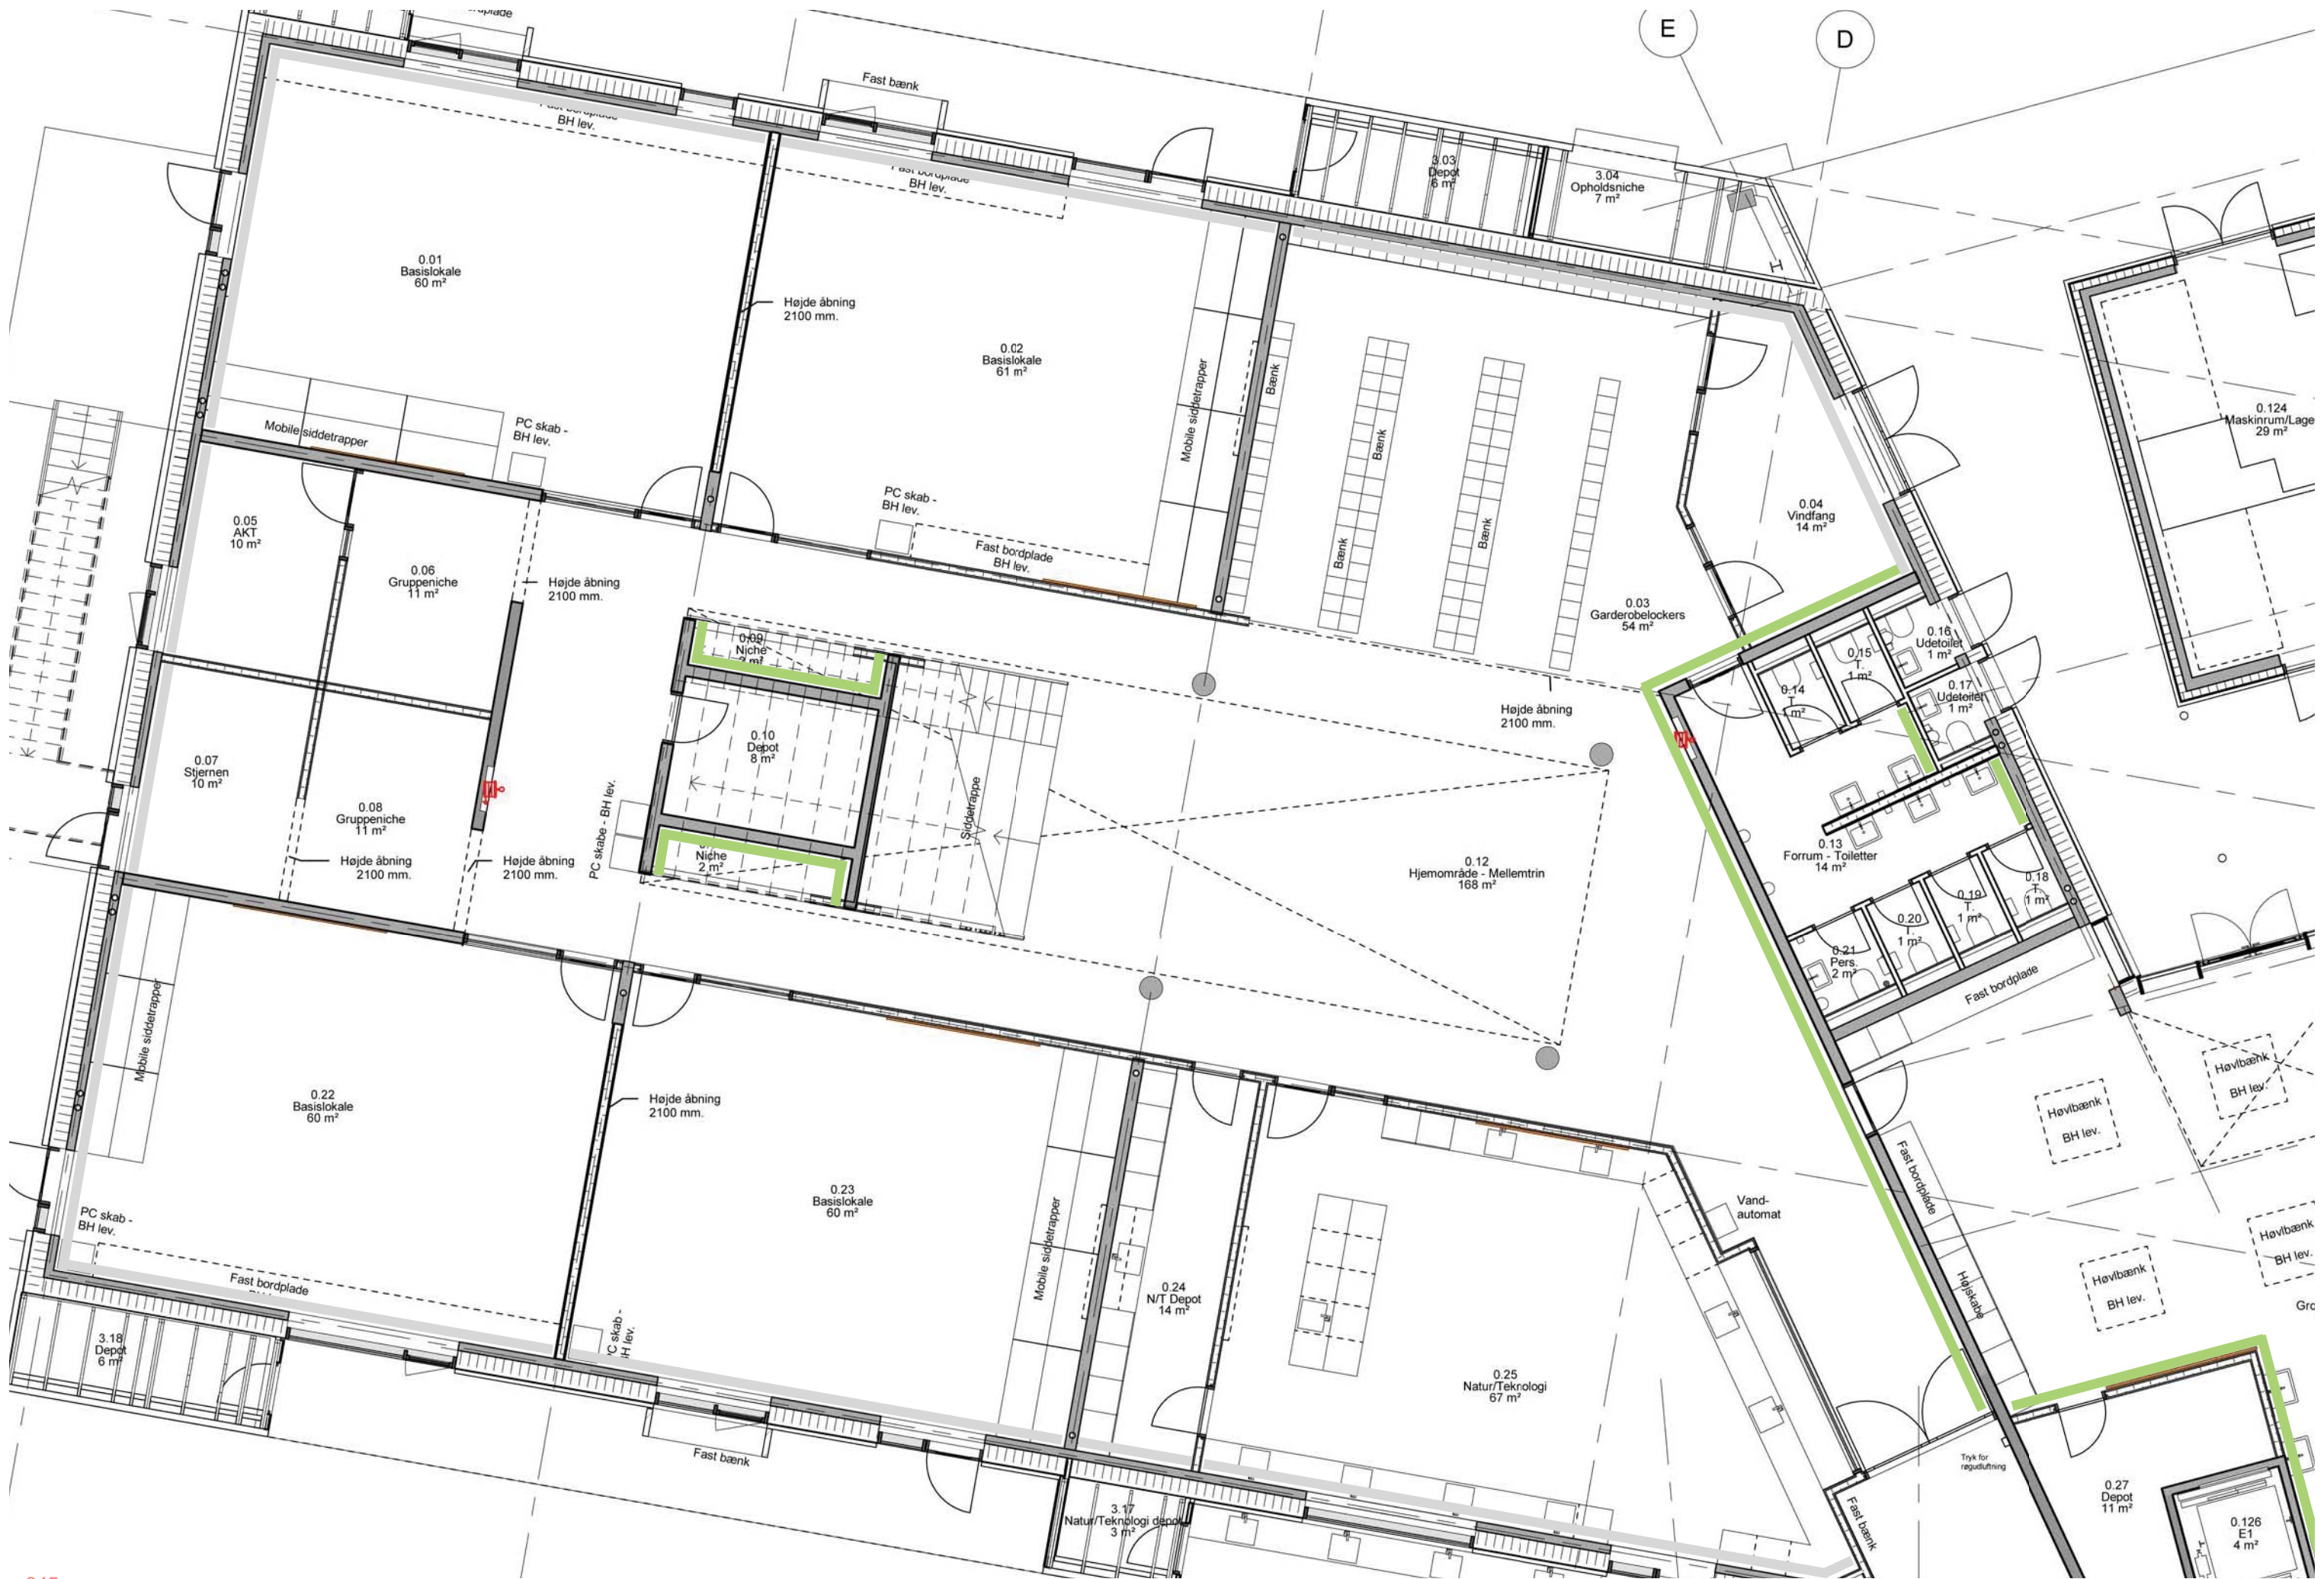 E
D
Fast bænk
BH lev.
BH lev.
3.03
Depot
6 m²
3.04
Opholdsniche
7 m²
H
0.01
Basislokale
60 m²
Højde åbning
2100 mm.
0.02
Basislokale
61 m²
Mobile siddetrapper
Bænk
Bænk
Bænk
Bænk
Mobile siddetrapper
PC skab -
BH lev.
PC skab -
BH lev.
Fast bordplade
BH lev.
0.124
Maskinrum/Lage
29 m²
0.04
Vindfang
14 m²
0.05
AKT
10 m²
0.06
Gruppeniche
11 m²
Højde åbning
2100 mm.
0.03
Garderobelockers
54 m²
0.09
Niche
2 m²
0.16
Udetoilet
1 m²
0.15
T.
1 m²
0.14
T.
1 m²
0.17
Udetoilet
1 m²
Højde åbning
2100 mm.
0.10
Depot
8 m²
0.07
Stjernen
10 m²
0.08
Gruppeniche
11 m²
Højde åbning
2100 mm.
Højde åbning
2100 mm.
PC skabe - BH lev.
Niche
2 m²
Siddetrappe
0.12
Hjemområde - Mellemtrin
168 m²
0.13
Forrum - Toiletter
14 m²
0.18
T.
1 m²
0.19
T.
1 m²
0.20
T.
1 m²
0.21
Pers.
2 m²
Fast bordplade
Mobile siddetrapper
0.22
Basislokale
60 m²
Højde åbning
2100 mm.
0.23
Basislokale
60 m²
Mobile siddetrapper
PC skab -
BH lev.
Fast bordplade
Høvlbænk
BH lev.
Høvlbænk
BH lev.
Høvlbænk
BH lev.
Høvlbænk
BH lev.
Fast bordplade
Højskabe
Vand-
automat
0.24
N/T Depot
14 m²
0.25
Natur/Teknologi
67 m²
3.18
Depot
6 m²
Fast bænk
3.17
Natur/Teknologi depot
3 m²
Tryk for
røgudluftning
Fast bænk
0.27
Depot
11 m²
0.126
E1
4 m²